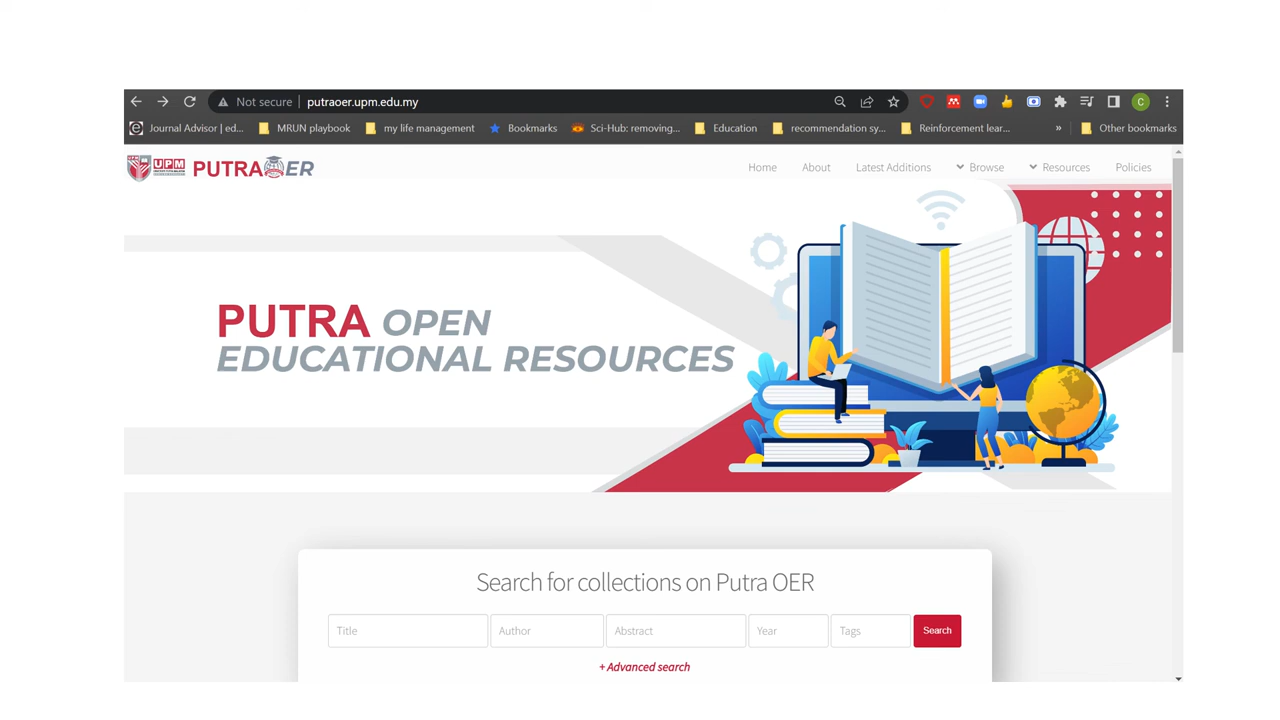 Not secure putraoer.upm.edu.my
Journal Advisor | ed... MRUN playbook my life management Bookmarks Sci-Hub: removing... Education recommendation sy... Reinforcement lear... » Other bookmarks
UPM PUTRA OER Home About Latest Additions Browse Resources Policies
PUTRA OPEN
EDUCATIONAL RESOURCES
Search for collections on Putra OER
Title Author Abstract Year Tags Search
+ Advanced search